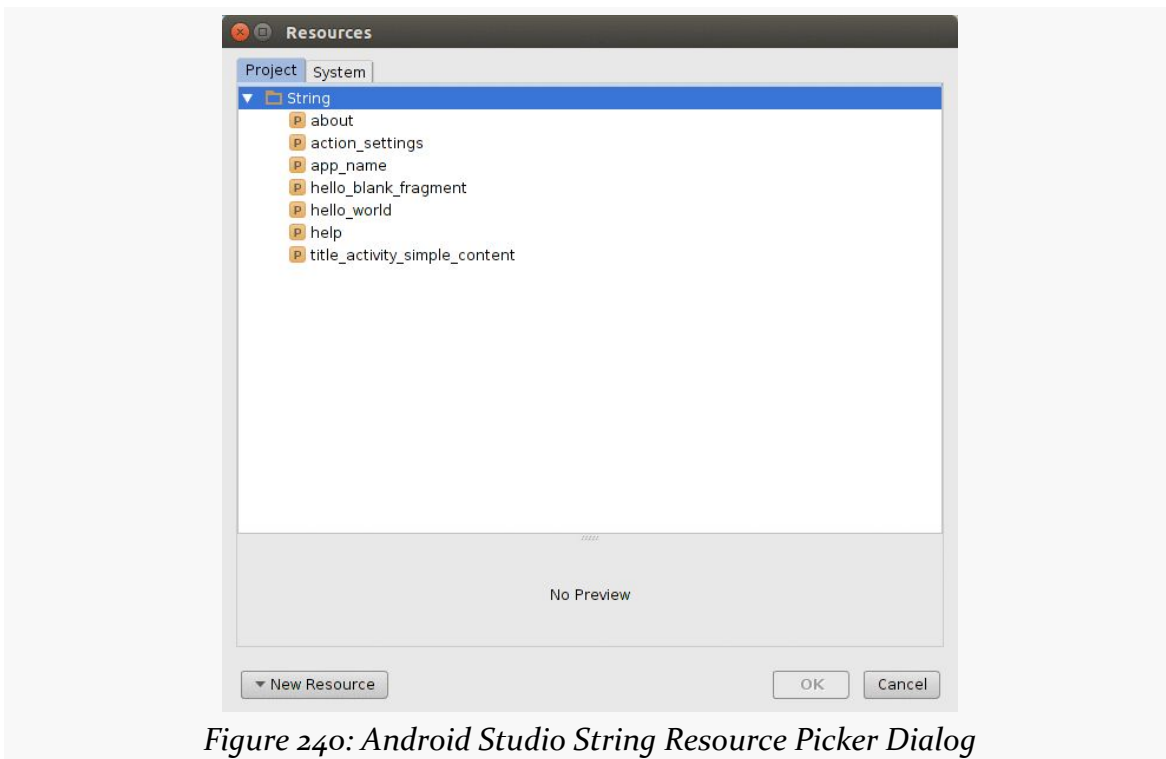 Resources
Project System
String
P about
P action_settings
P app_name
P hello_blank_fragment
P hello_world
P help
P title_activity_simple_content
No Preview
New Resource OK Cancel
Figure 240: Android Studio String Resource Picker Dialog